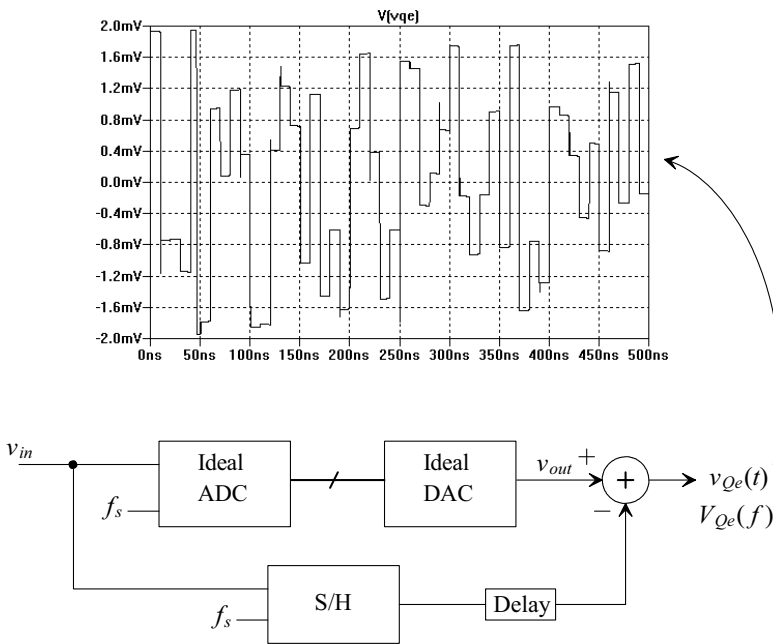 V(vqe)
2.0mV
1.6mV
1.2mV
0.8mV
0.4mV
0.0mV
-0.4mV
-0.8mV
-1.2mV
-1.6mV
-2.0mV
0ns 50ns 100ns 150ns 200ns 250ns 300ns 350ns 400ns 450ns 500ns
v_in
Ideal
ADC
f_s
Ideal
DAC
v_out
+
+
−
v_Qe(t)
V_Qe(f)
S/H
f_s
Delay